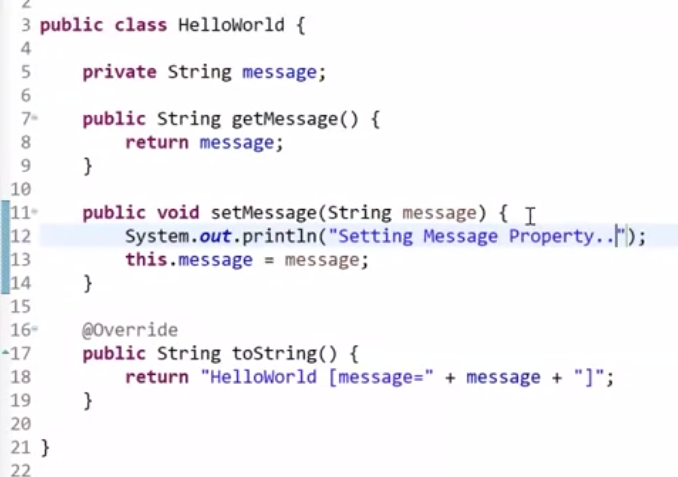 2
3 public class HelloWorld {
4
5     private String message;
6
7     public String getMessage() {
8         return message;
9     }
10
11     public void setMessage(String message) {
12         System.out.println("Setting Message Property..");
13         this.message = message;
14     }
15
16     @Override
17     public String toString() {
18         return "HelloWorld [message=" + message + "]";
19     }
20
21 }
22